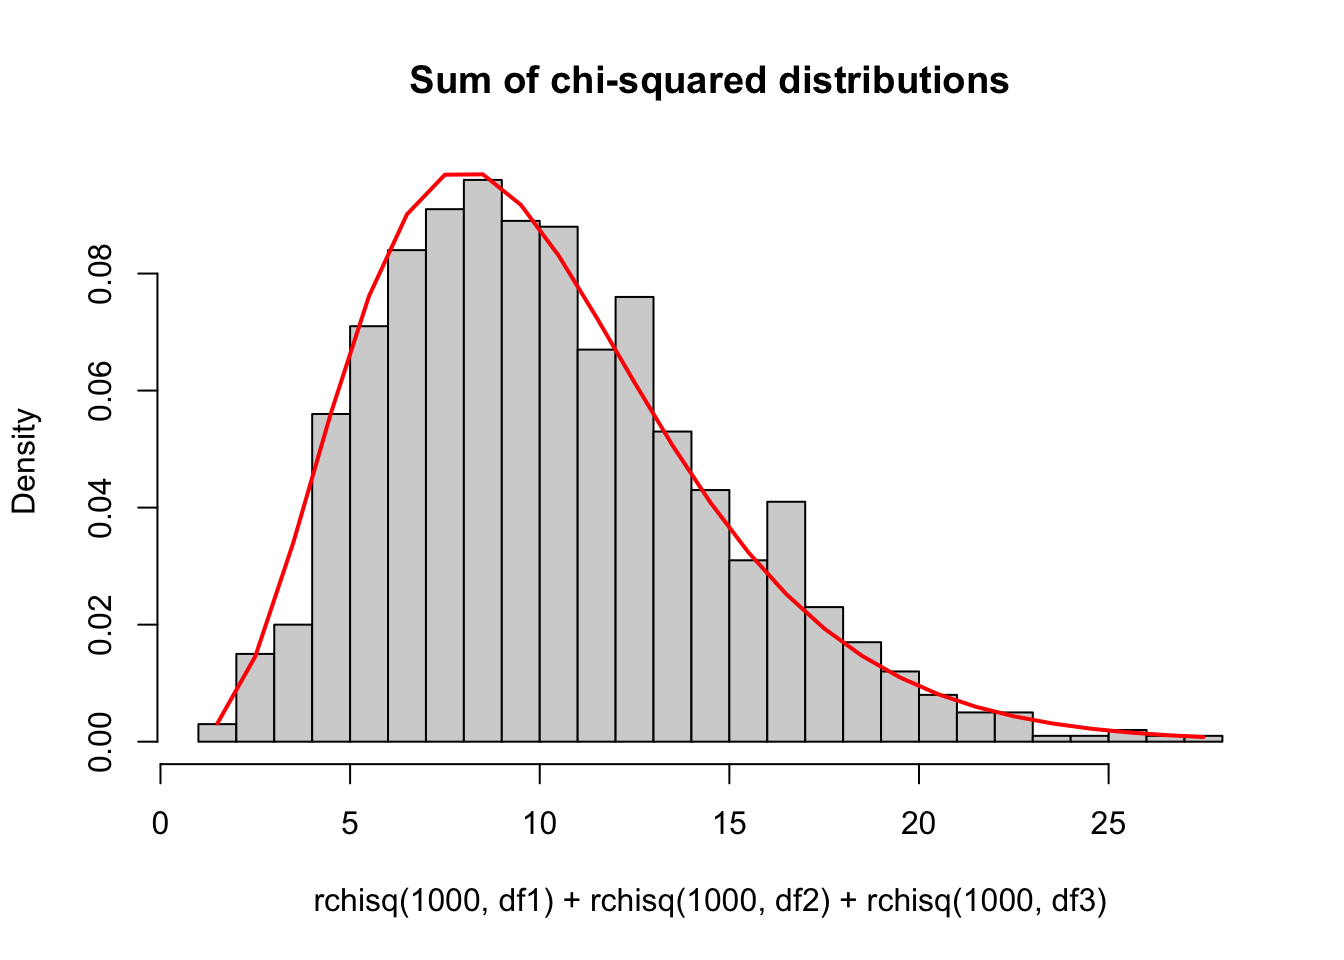 Sum of chi-squared distributions
Density
0.08
0.06
0.04
0.02
0.00
0 5 10 15 20 25
rchisq(1000, df1) + rchisq(1000, df2) + rchisq(1000, df3)